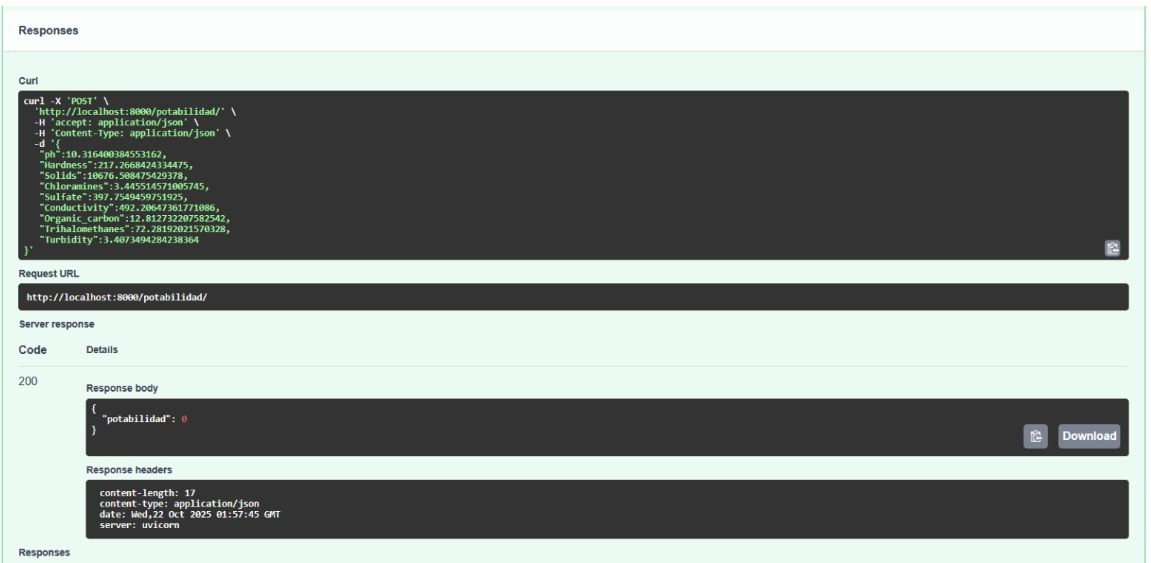 Responses
Curl
curl -X 'POST' \
  'http://localhost:8000/potabilidad/' \
  -H 'accept: application/json' \
  -H 'Content-Type: application/json' \
  -d '{
  "ph":10.316400384553162,
  "Hardness":217.2668424334475,
  "Solids":10676.508475429378,
  "Chloramines":3.445514571005745,
  "Sulfate":397.7549459751925,
  "Conductivity":492.20647361771086,
  "Organic_carbon":12.812732207582542,
  "Trihalomethanes":72.28192021570328,
  "Turbidity":3.4073494284238364
}'
Request URL
http://localhost:8000/potabilidad/
Server response
Code Details
200
Response body
{
  "potabilidad": 0
}
Download
Response headers
content-length: 17
content-type: application/json
date: Wed,22 Oct 2025 01:57:45 GMT
server: uvicorn
Responses